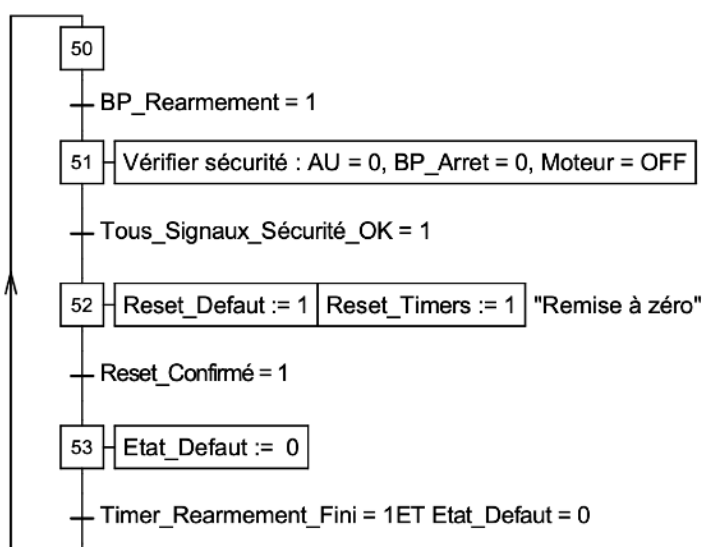 50
BP_Rearmement = 1
51 Vérifier sécurité : AU = 0, BP_Arret = 0, Moteur = OFF
Tous_Signaux_Sécurité_OK = 1
52 Reset_Defaut := 1 Reset_Timers := 1 "Remise à zéro"
Reset_Confirmé = 1
53 Etat_Defaut := 0
Timer_Rearmement_Fini = 1ET Etat_Defaut = 0